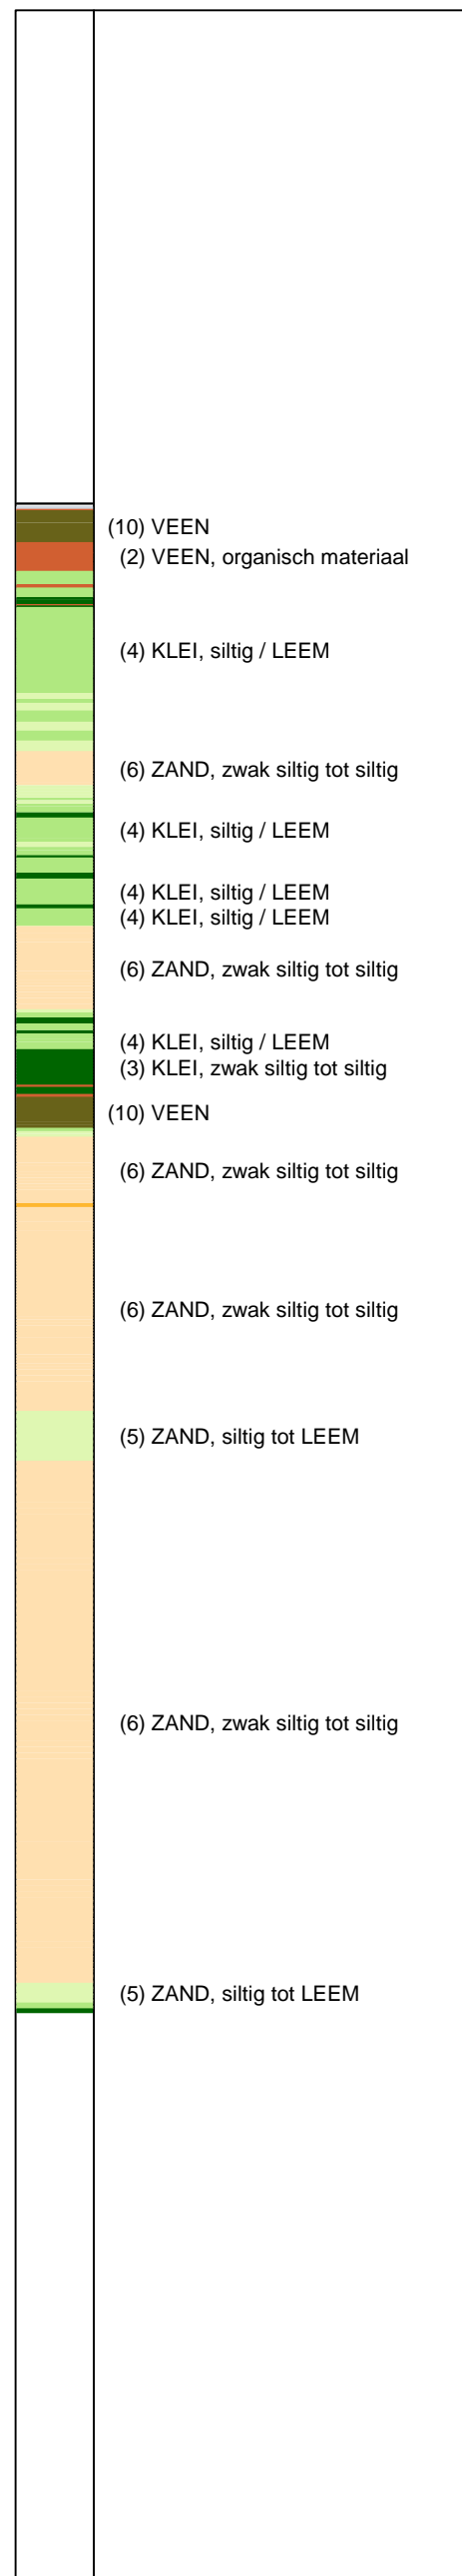 (10) VEEN
(2) VEEN, organisch materiaal
(4) KLEI, siltig / LEEM
(6) ZAND, zwak siltig tot siltig
(4) KLEI, siltig / LEEM
(4) KLEI, siltig / LEEM
(4) KLEI, siltig / LEEM
(6) ZAND, zwak siltig tot siltig
(4) KLEI, siltig / LEEM
(3) KLEI, zwak siltig tot siltig
(10) VEEN
(6) ZAND, zwak siltig tot siltig
(6) ZAND, zwak siltig tot siltig
(5) ZAND, siltig tot LEEM
(6) ZAND, zwak siltig tot siltig
(5) ZAND, siltig tot LEEM